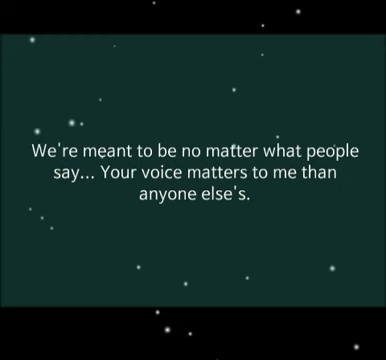 We're meant to be no matter what people
say... Your voice matters to me than
anyone else's.